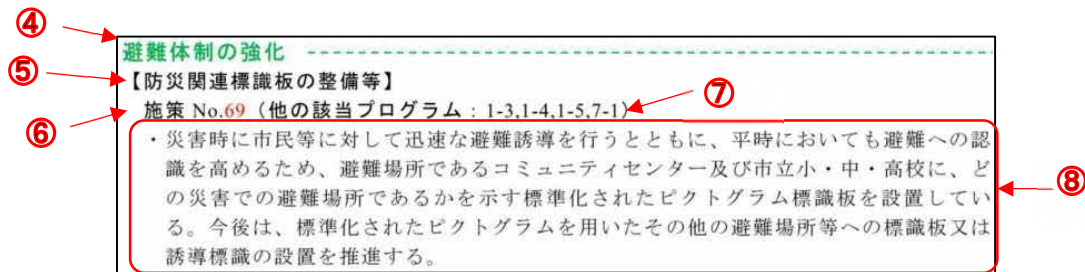 ④
避難体制の強化
⑤
【防災関連標識板の整備等】
⑦
施策 No.69（他の該当プログラム：1-3,1-4,1-5,7-1）
⑥
・災害時に市民等に対して迅速な避難誘導を行うとともに、平時においても避難への認
識を高めるため、避難場所であるコミュニティセンター及び市立小・中・高校に、ど
の災害での避難場所であるかを示す標準化されたピクトグラム標識板を設置してい
⑧
る。今後は、標準化されたピクトグラムを用いたその他の避難場所等への標識板又は
誘導標識の設置を推進する。